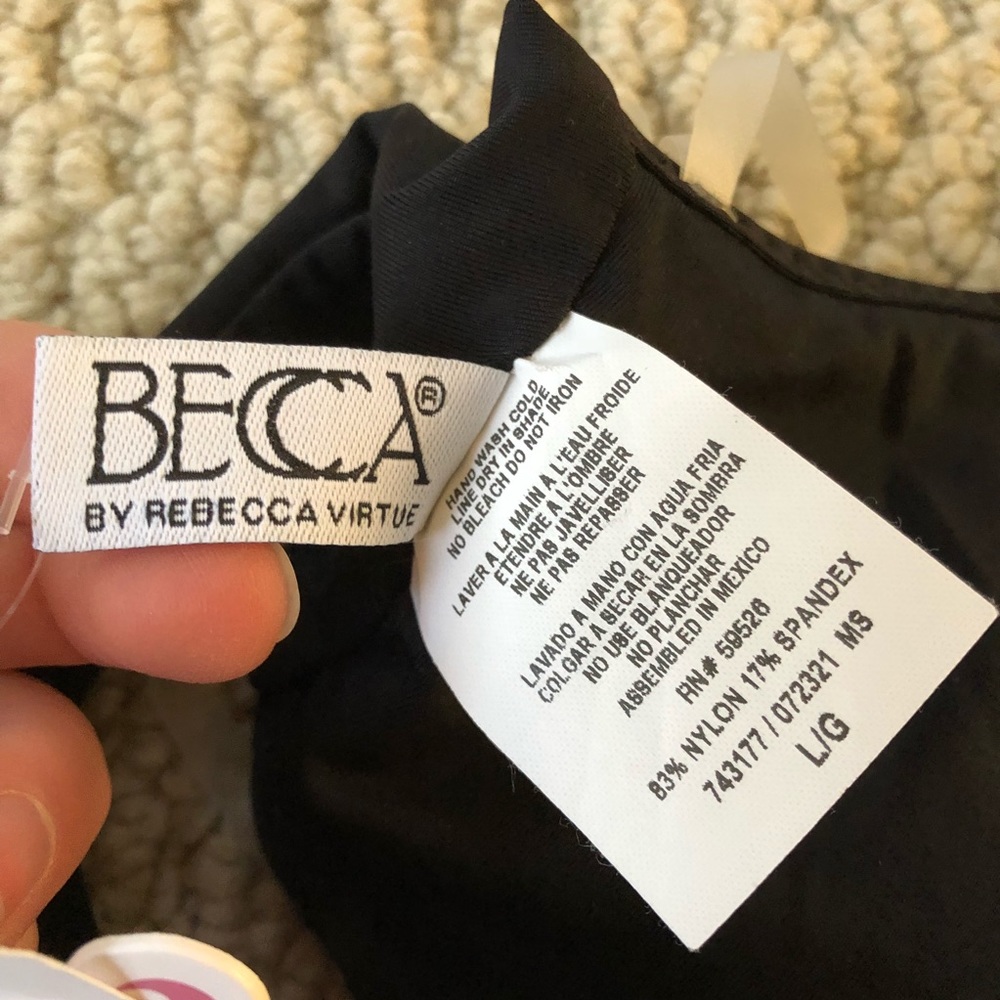 BECCA®
BY REBECCA VIRTUE
HAND WASH COLD
LINE DRY IN SHADE
NO BLEACH DO NOT IRON
LAVER A LA MAIN A L'EAU FROIDE
ETENDRE A L'OMBRE
NE PAS JAVELLIBER
NE PAS REPASSER
LAVADO A MANO CON AGUA FRIA
COLGAR A SECAR EN LA SOMBRA
NO USE BLANQUEADOR
NO PLANCHAR
ASSEMBLED IN MEXICO
RN# 59526
83% NYLON 17% SPANDEX
743177 / 072321 MS
L/G